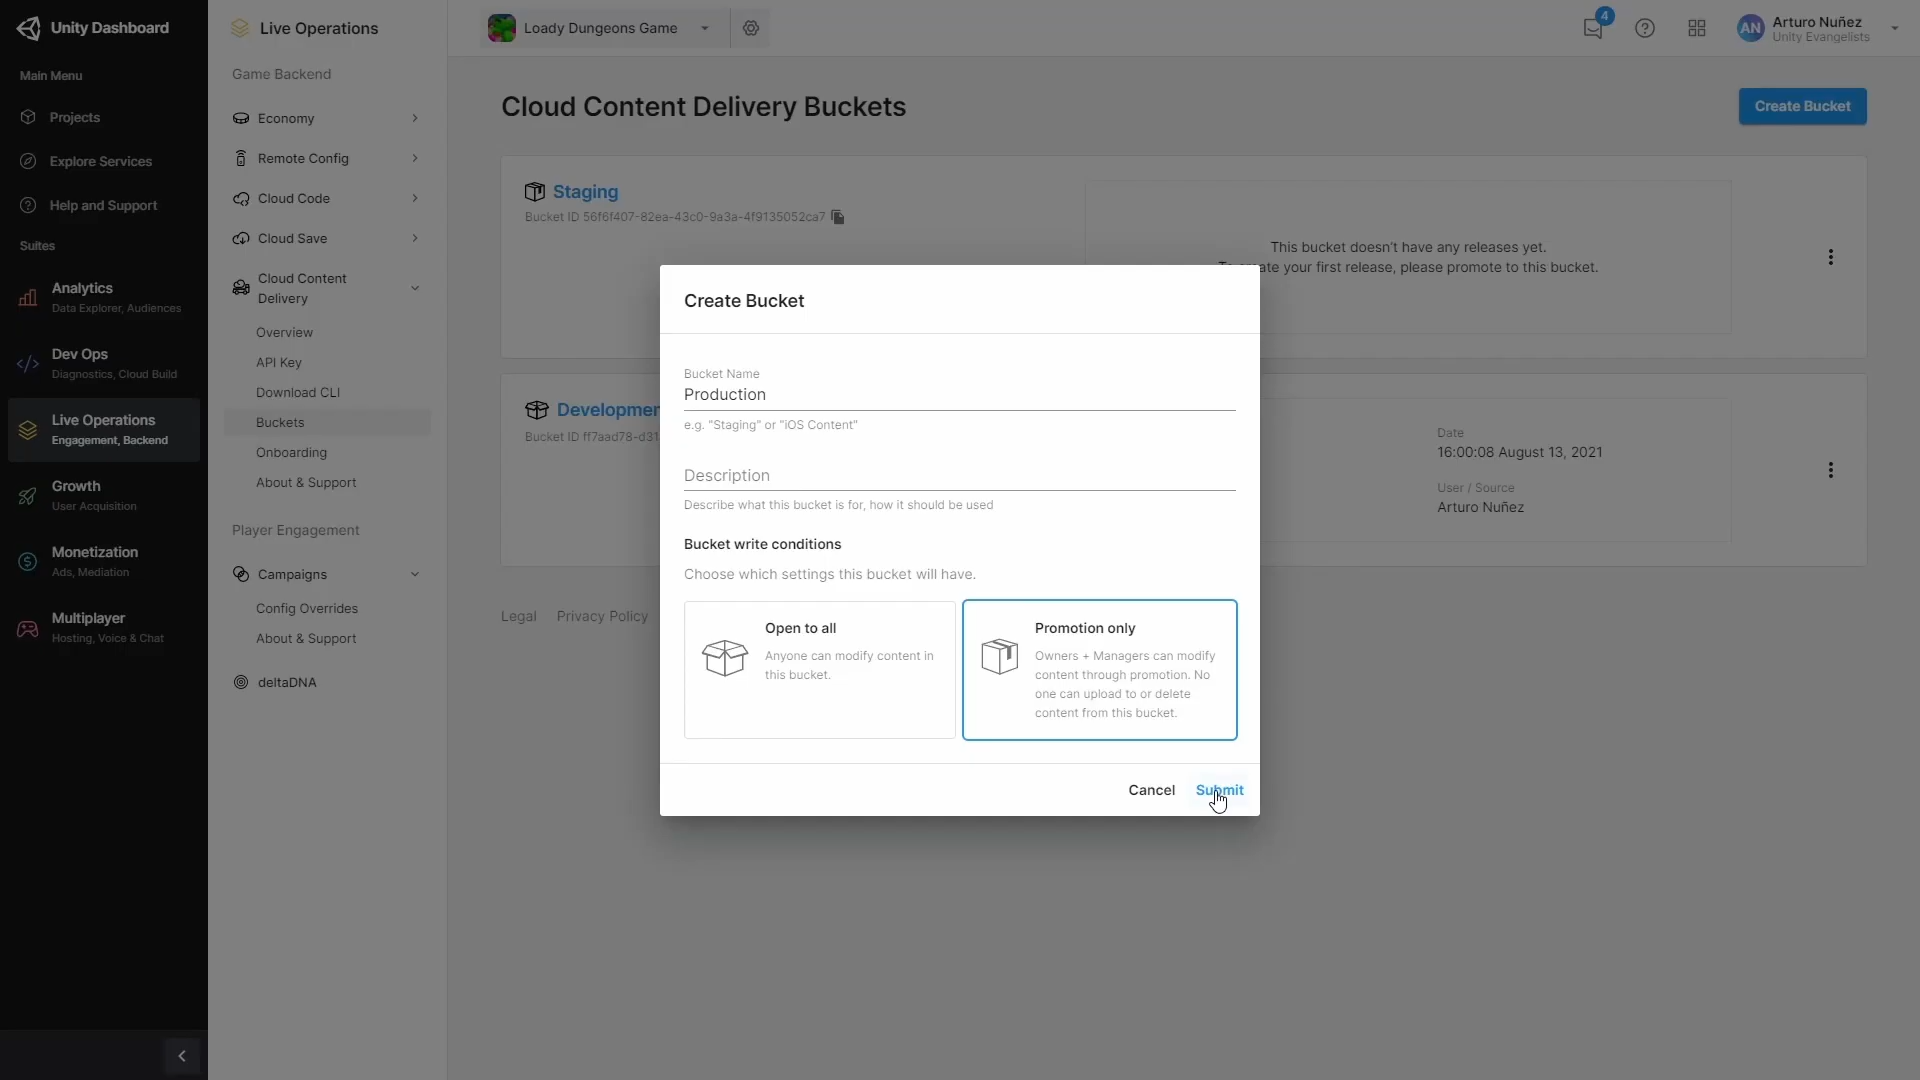 Unity Dashboard
Main Menu
Projects
Explore Services
Help and Support
Suites
Analytics
Data Explorer, Audiences
Dev Ops
Diagnostics, Cloud Build
Live Operations
Engagement, Backend
Growth
User Acquisition
Monetization
Ads, Mediation
Multiplayer
Hosting, Voice & Chat
Live Operations
Game Backend
Economy
Remote Config
Cloud Code
Cloud Save
Cloud Content
Delivery
Overview
API Key
Download CLI
Buckets
Onboarding
About & Support
Player Engagement
Campaigns
Config Overrides
About & Support
deltaDNA
Loady Dungeons Game
4
AN
Arturo Nuñez
Unity Evangelists
Cloud Content Delivery Buckets
Create Bucket
Staging
Bucket ID 56f6f407-82ea-43c0-9a3a-4f9135052ca7
This bucket doesn't have any releases yet.
ate your first release, please promote to this bucket.
Developmen
Bucket ID ff7aad78-d31
Date
16:00:08 August 13, 2021
User / Source
Arturo Nuñez
Legal Privacy Policy
Create Bucket
Bucket Name
Production
e.g. "Staging" or "iOS Content"
Description
Describe what this bucket is for, how it should be used
Bucket write conditions
Choose which settings this bucket will have.
Open to all
Anyone can modify content in
this bucket.
Promotion only
Owners + Managers can modify
content through promotion. No
one can upload to or delete
content from this bucket.
Cancel
Submit